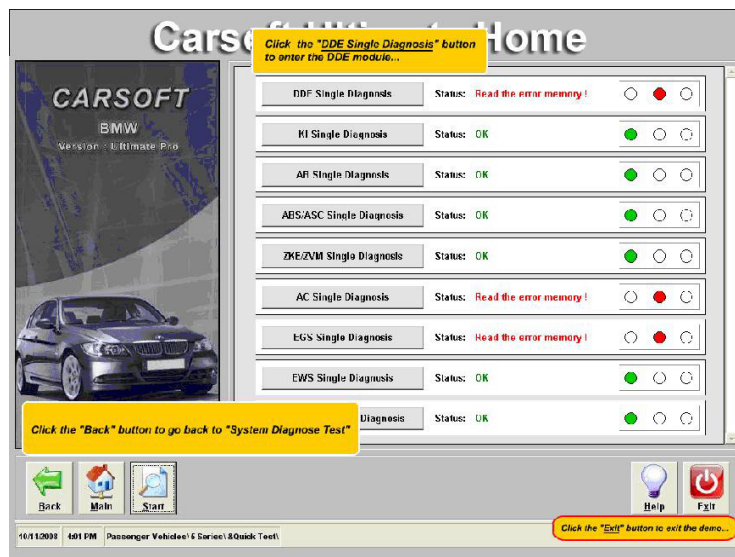 Carsoft Ultimate Home
Click the "DDE Single Diagnosis" button
to enter the DDE module...
CARSOFT
BMW
Version : Ultimate Pro
DDE Single Diagnosis Status: Read the error memory !
KI Single Diagnosis Status: OK
AB Single Diagnosis Status: OK
ABS/ASC Single Diagnosis Status: OK
ZKE/ZVM Single Diagnosis Status: OK
AC Single Diagnosis Status: Read the error memory !
EGS Single Diagnosis Status: Read the error memory !
EWS Single Diagnosis Status: OK
Diagnosis Status: OK
Click the "Back" button to go back to "System Diagnose Test"
Back Main Start Help Exit
Click the "Exit" button to exit the demo...
10/11/2008 4:01 PM Passenger Vehicles\ 5 Series\ &Quick Test\